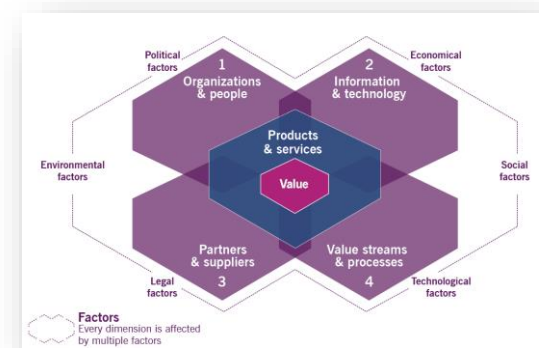 Political
factors
1
Organizations
& people
2
Information
& technology
Economical
factors
Products
& services
Environmental
factors
Value
Social
factors
Partners
& suppliers
3
Value streams
& processes
4
Legal
factors
Technological
factors
Factors
Every dimension is affected
by multiple factors